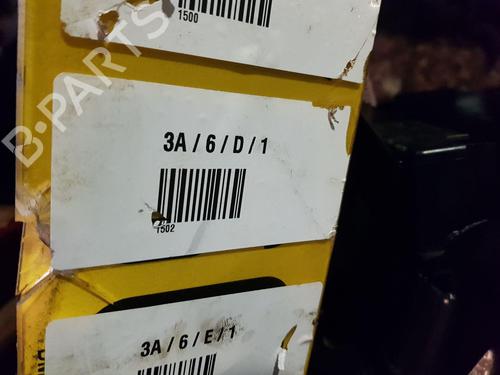 1500
B-PARTS
3A / 6 / D / 1
1502
3A / 6 / E / 1